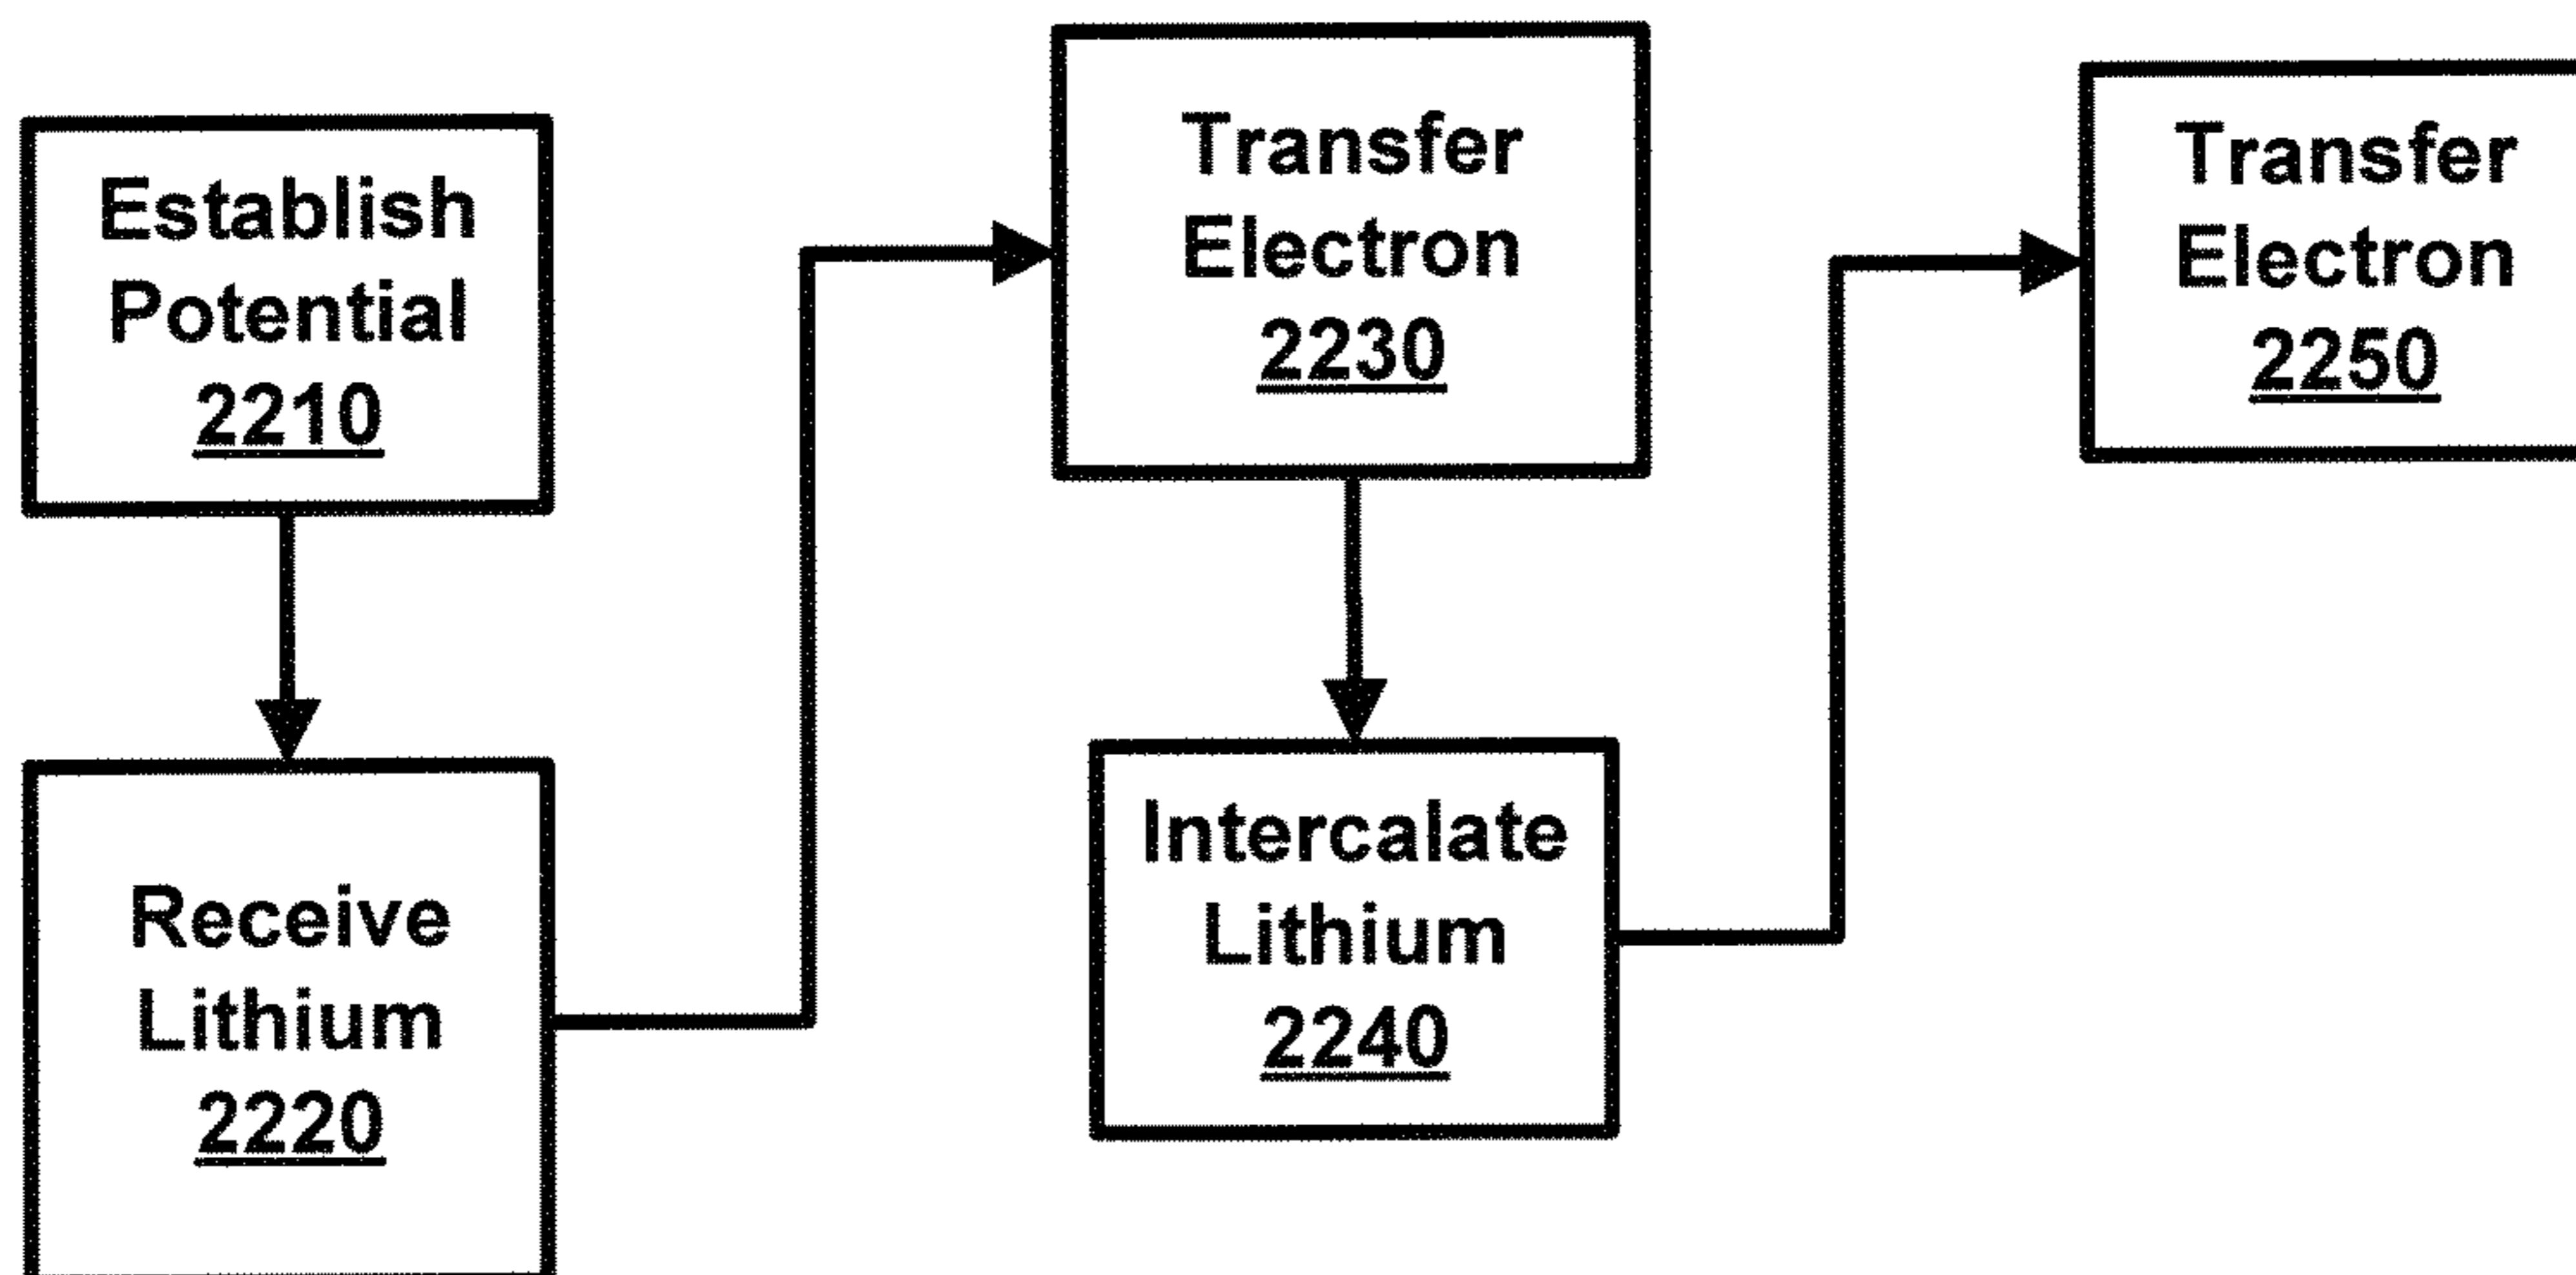 Establish
Potential
2210
Receive
Lithium
2220
Transfer
Electron
2230
Intercalate
Lithium
2240
Transfer
Electron
2250